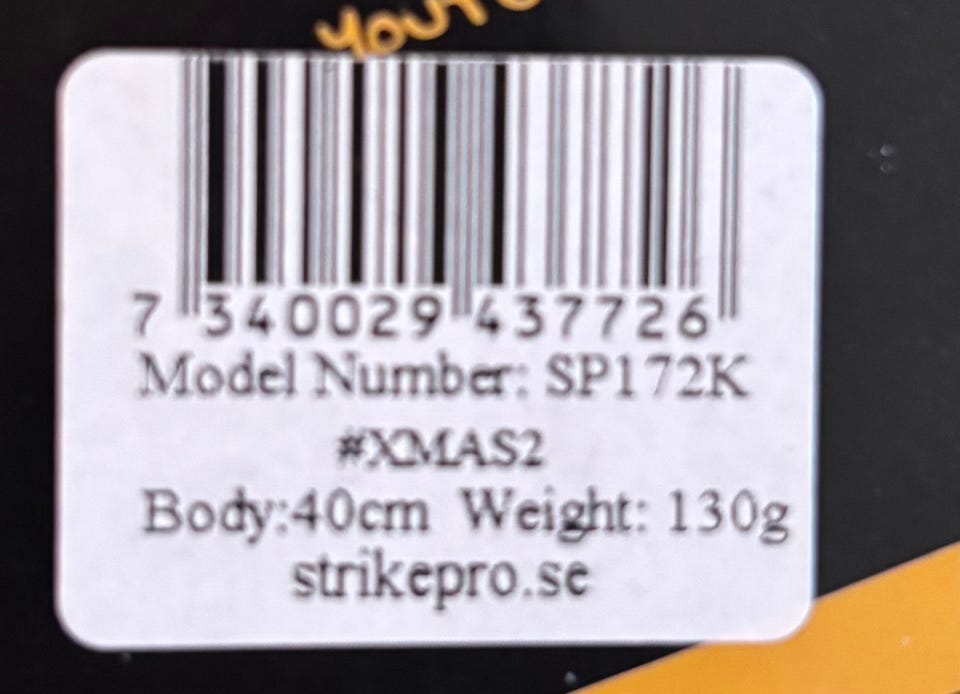 7 340029 437726
Model Number: SP172K
#XMAS2
Body:40cm Weight: 130g
strikepro.se